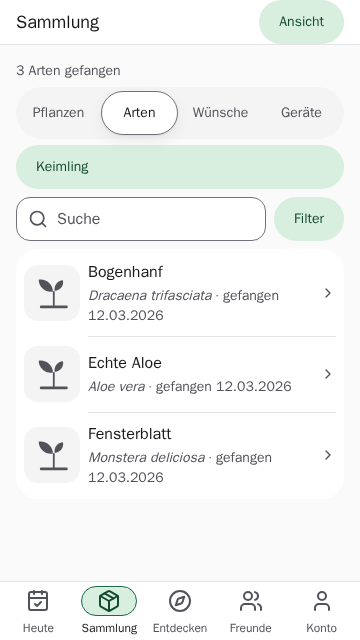 Sammlung
Ansicht
3 Arten gefangen
Pflanzen
Arten
Wünsche
Geräte
Keimling
Suche
Filter
Bogenhanf
Dracaena trifasciata · gefangen
12.03.2026
Echte Aloe
Aloe vera · gefangen 12.03.2026
Fensterblatt
Monstera deliciosa · gefangen
12.03.2026
Heute
Sammlung
Entdecken
Freunde
Konto